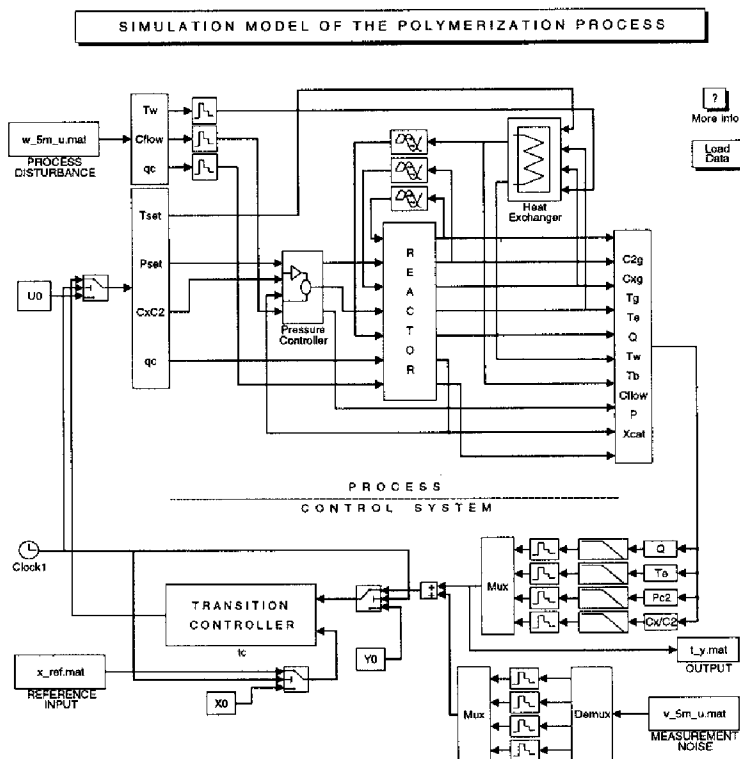 SIMULATION MODEL OF THE POLYMERIZATION PROCESS
w_5m_u.mat
PROCESS
DISTURBANCE
Tw
Cflow
qc
Tset
Pset
CxC2
qc
U0
Pressure
Controller
REACTOR
Heat
Exchanger
?
More Info
Load
Data
C2g
Cxg
Tg
Te
Q
Tw
Tb
Cflow
P
Xcat
PROCESS
CONTROL SYSTEM
Clock1
TRANSITION
CONTROLLER
tc
x_ref.mat
REFERENCE
INPUT
X0
Y0
+
+
Mux
Q
Te
Pc2
Cx/C2
t_y.mat
OUTPUT
Mux
Demux
v_5m_u.mat
MEASUREMENT
NOISE